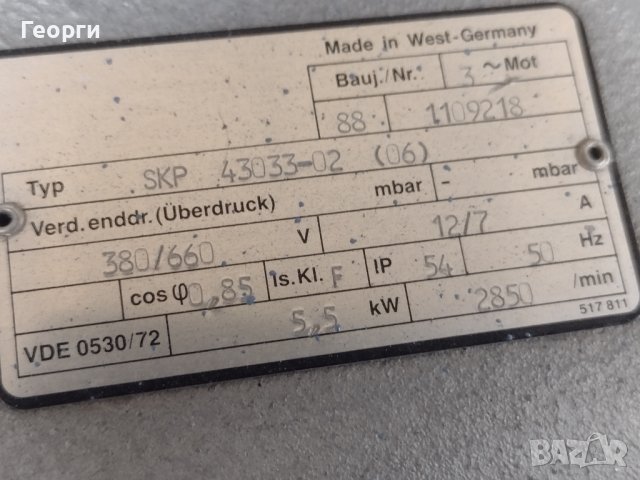 Георги
Made in West-Germany
Bauj./Nr. 3 ~ Mot
88 1109218
Typ SKP 43033-02 (06)
Verd. enddr. (Überdruck) mbar - mbar
380/660 V 12/7 A
cos φ 0,85 Is. Kl. F IP 54 50 Hz
VDE 0530/72 5,5 kW 2850 /min
517 811
BAZAR